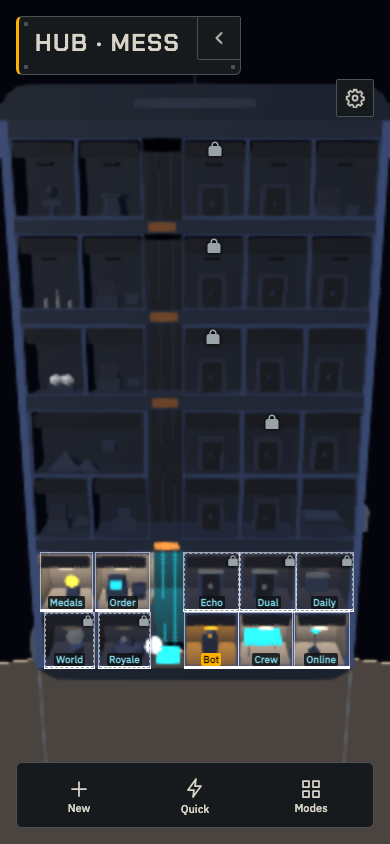 HUB · MESS
Medals Order Echo Dual Daily
World Royale Bot Crew Online
New Quick Modes